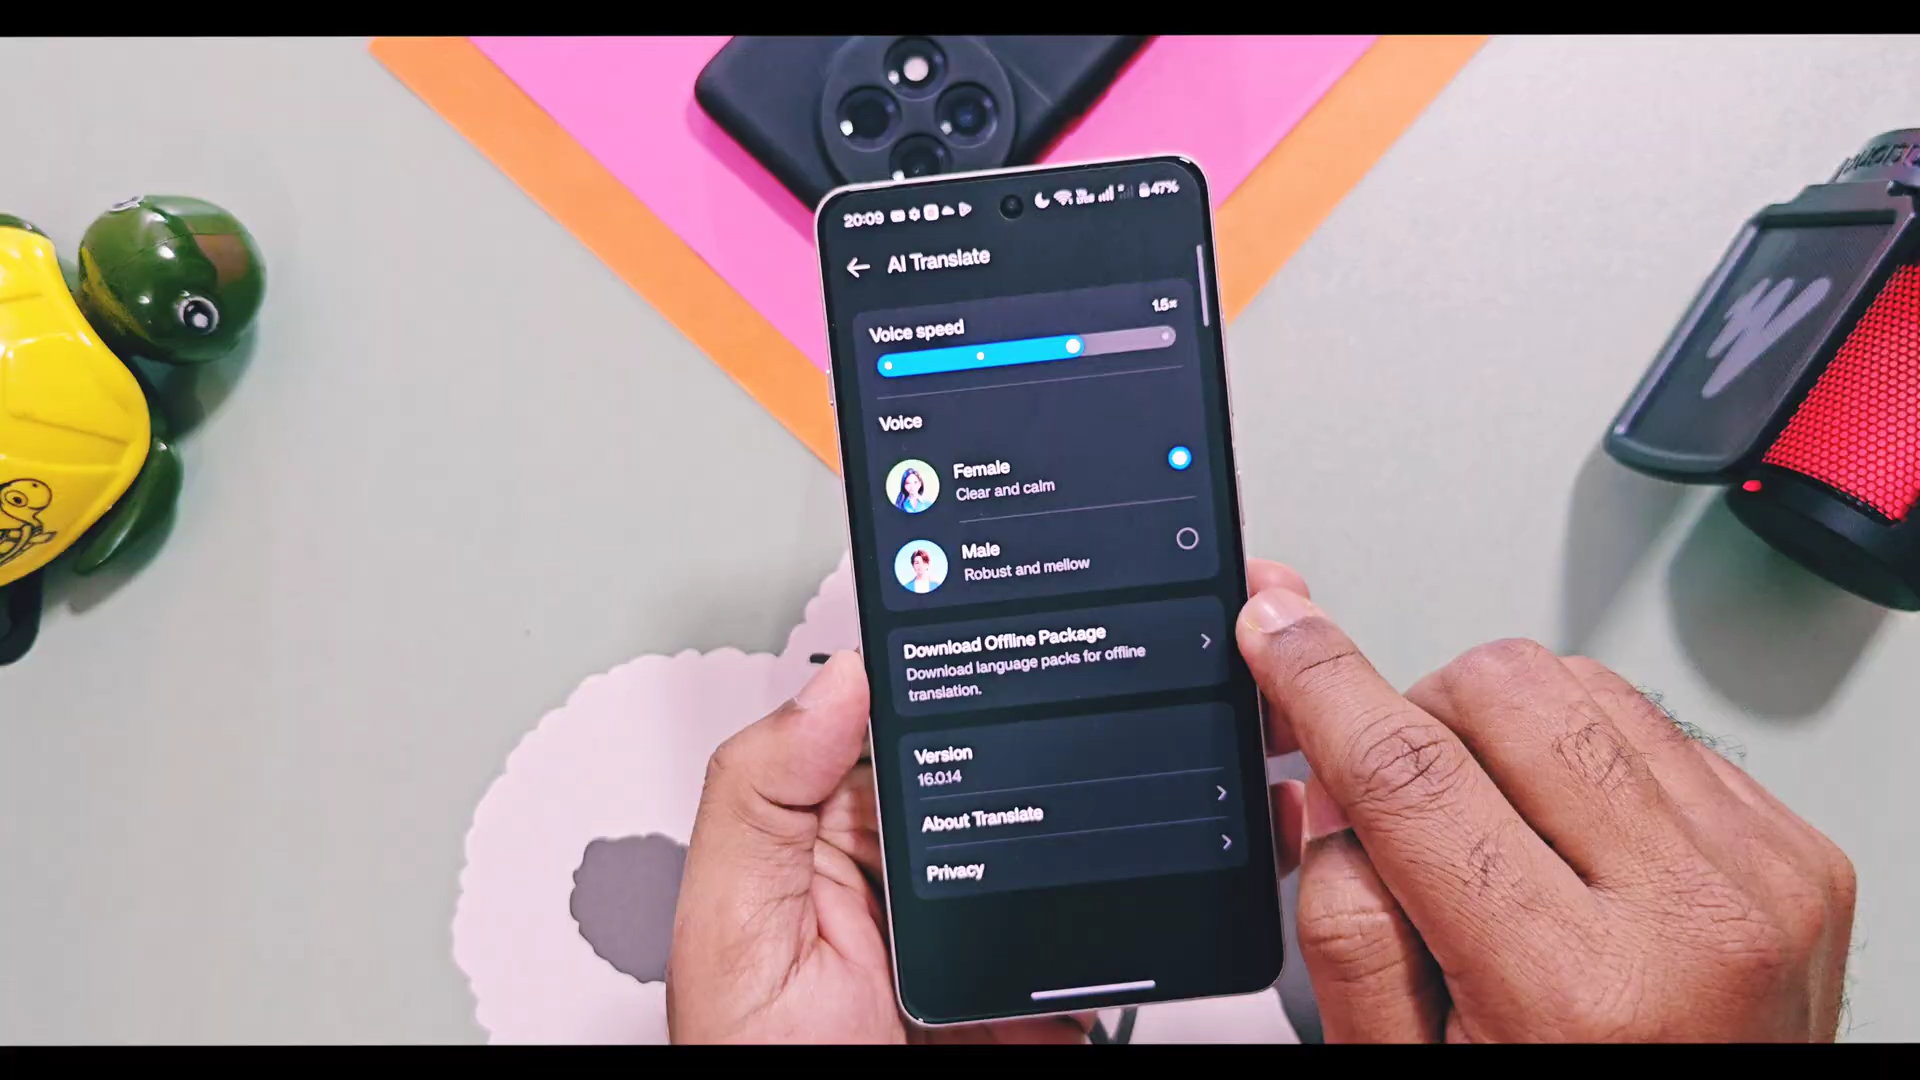 20:09
47%
AI Translate
1.5x
Voice speed
Voice
Female
Clear and calm
Male
Robust and mellow
Download Offline Package
Download language packs for offline
translation.
Version
16.0.14
About Translate
Privacy